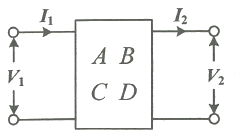 I₁ I₂
A B
V₁ V₂
C D